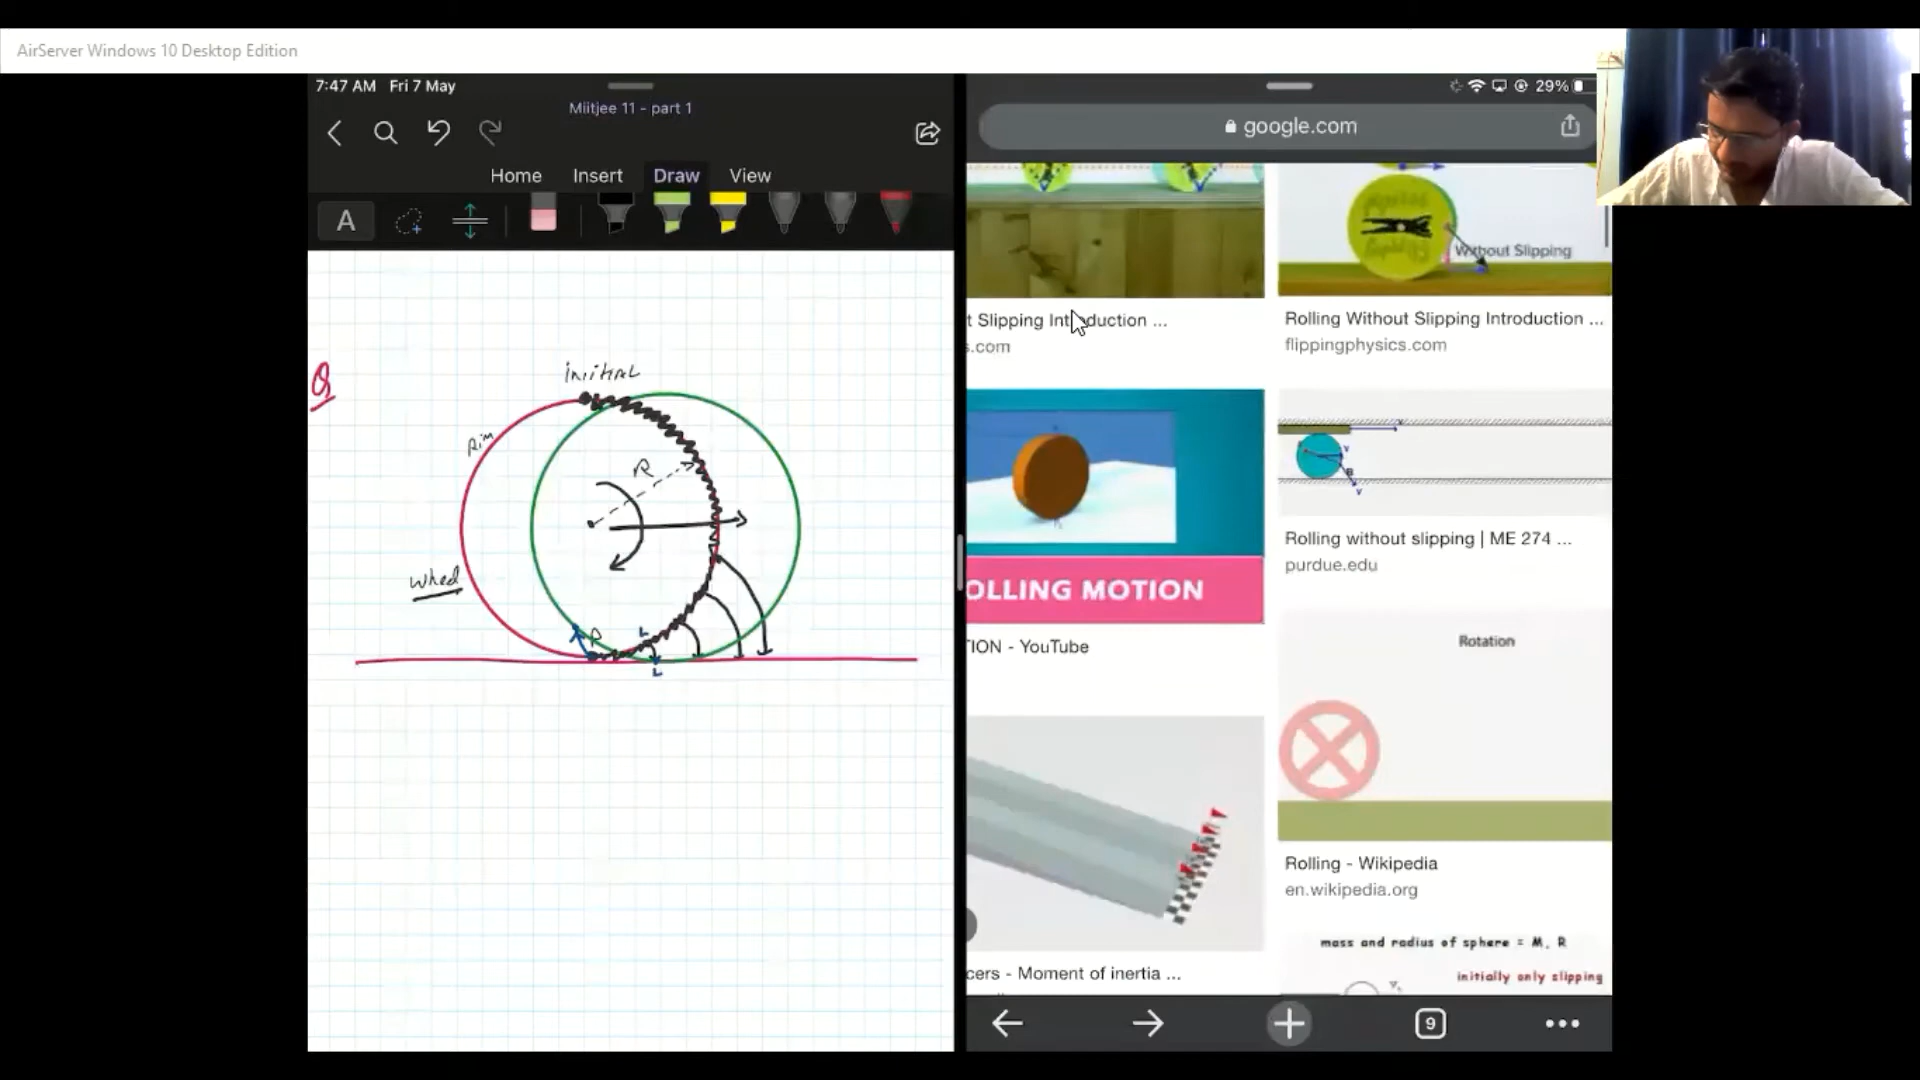 AirServer Windows 10 Desktop Edition
7:47 AM Fri 7 May
Miitjee 11 - part 1
Home Insert Draw View
A
Q
initial
Rim
R
Wheel
P
L
L
29%
google.com
t Slipping Introduction ...
s.com
Without Slipping
Rolling Without Slipping Introduction ...
flippingphysics.com
OLLING MOTION
TION - YouTube
Rolling without slipping | ME 274 ...
purdue.edu
Rotation
Rolling - Wikipedia
en.wikipedia.org
cers - Moment of inertia ...
mass and radius of sphere = M, R
initially only slipping
9